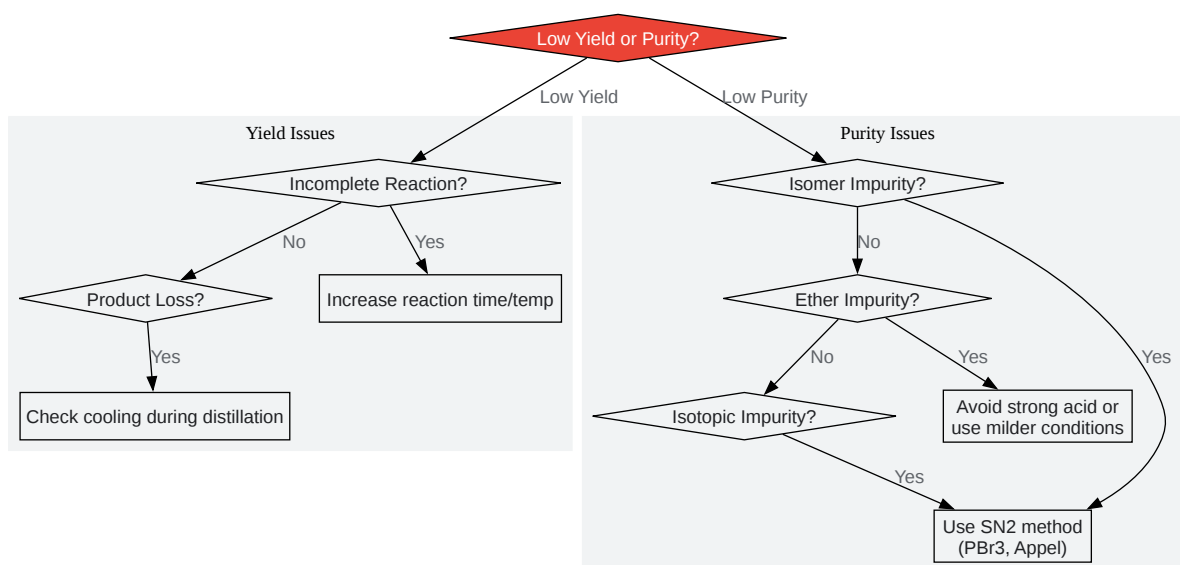 Low Yield or Purity?
Low Yield
Low Purity
Yield Issues
Purity Issues
Incomplete Reaction?
Isomer Impurity?
No
Yes
No
Product Loss?
Increase reaction time/temp
Ether Impurity?
Yes
No
Yes
Yes
Check cooling during distillation
Isotopic Impurity?
Avoid strong acid or
use milder conditions
Yes
Use SN2 method
(PBr3, Appel)